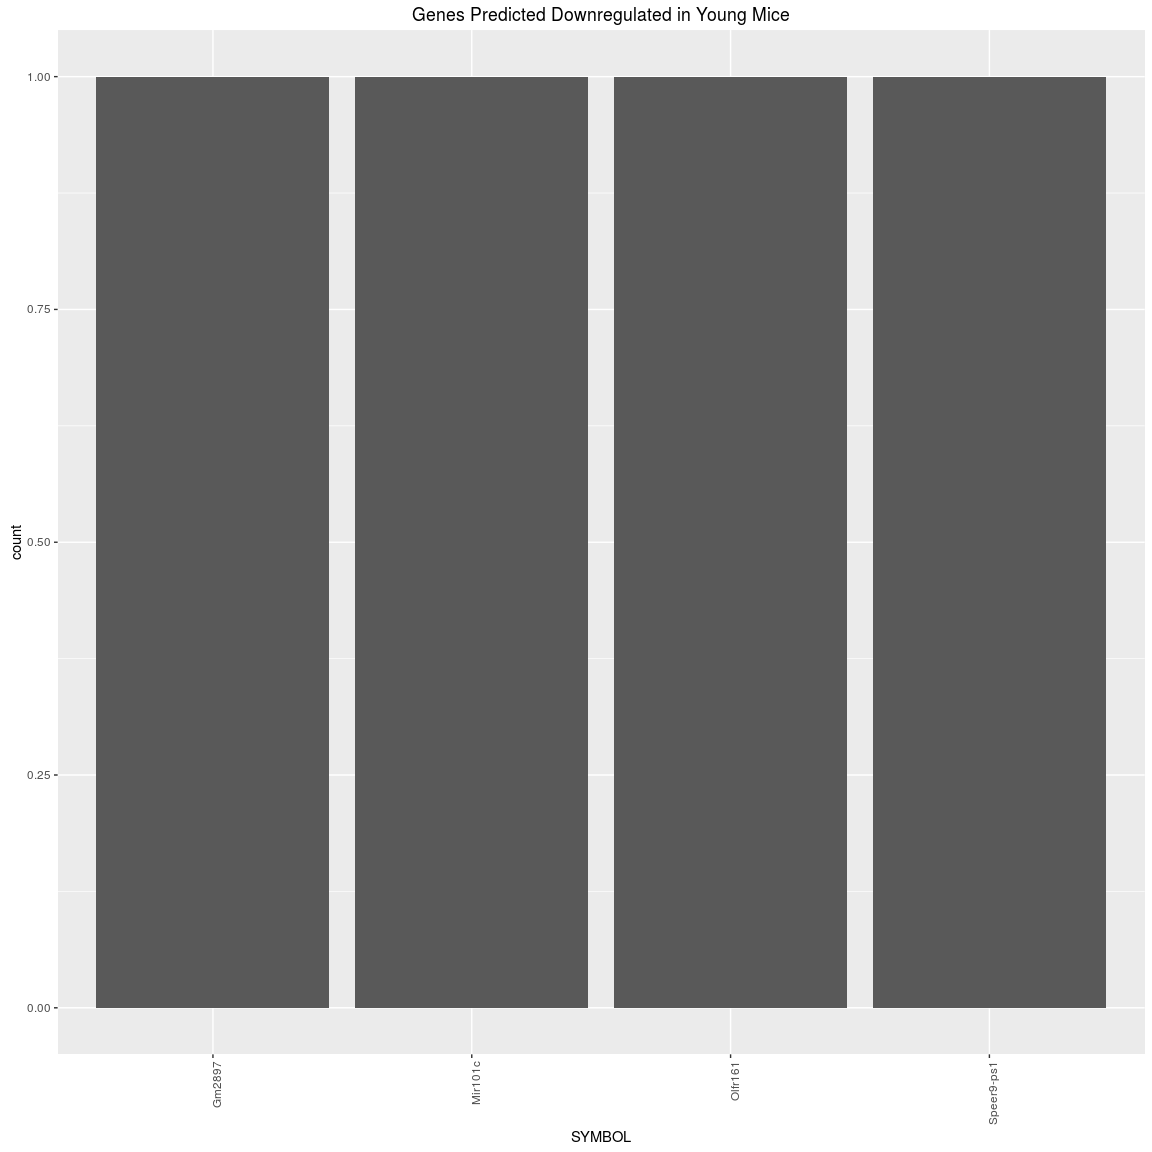 Genes Predicted Downregulated in Young Mice
1.00
0.75
0.50
0.25
0.00
count
Gm2897
Mir101c
Olfr161
Speer9-ps1
SYMBOL